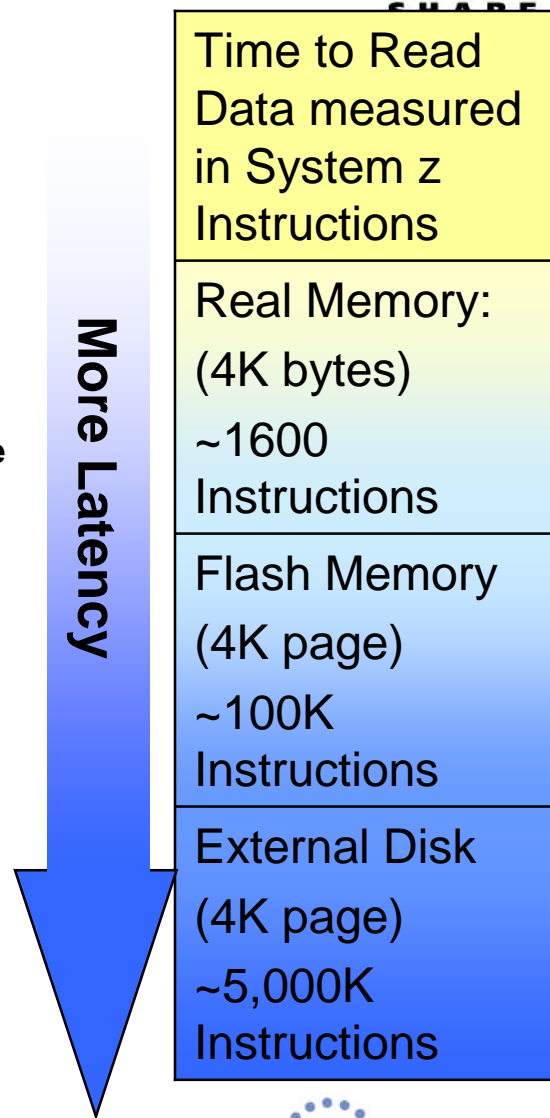 SHARE
Time to Read
Data measured
in System z
Instructions
Real Memory:
(4K bytes)
~1600
Instructions
Flash Memory
(4K page)
~100K
Instructions
External Disk
(4K page)
~5,000K
Instructions
More Latency
e